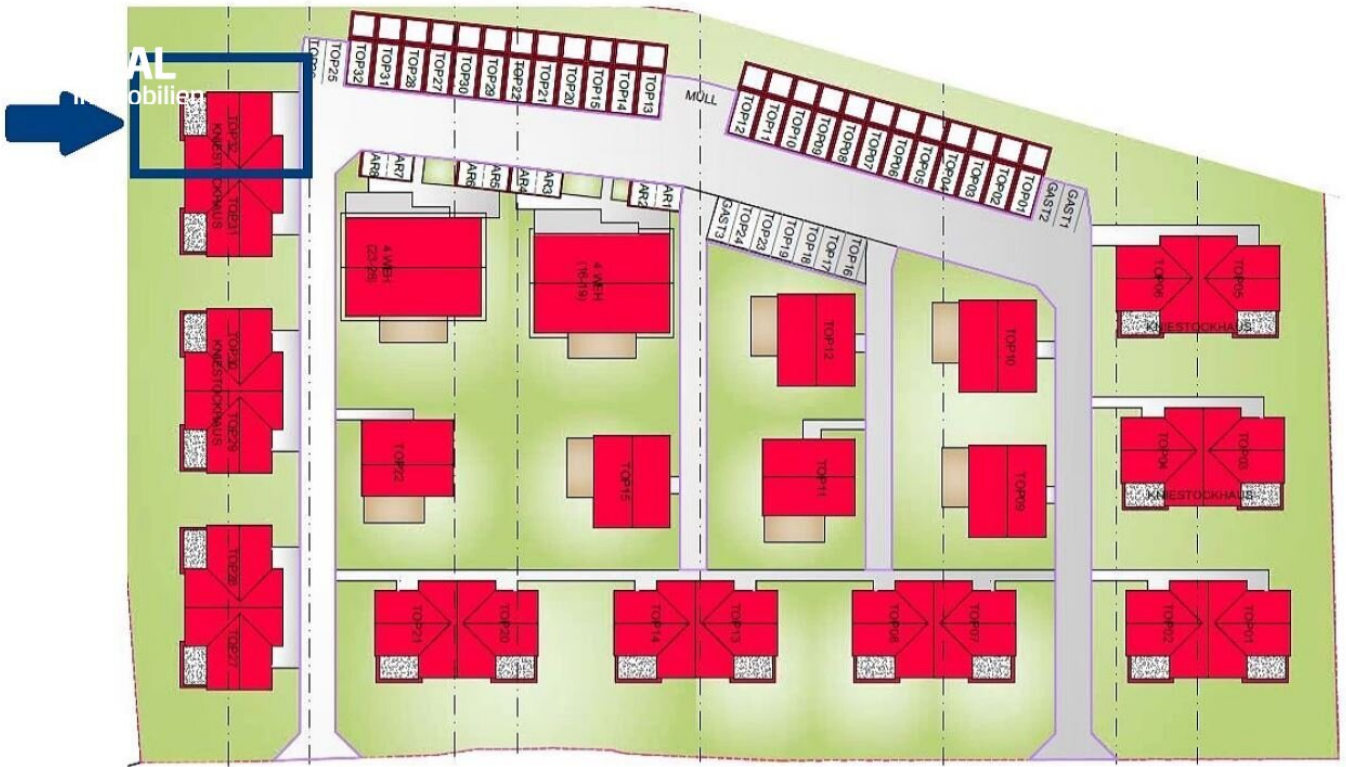 AL
Immobilien
TOP25
TOP32
TOP31
TOP28
TOP27
TOP30
TOP29
TOP22
TOP21
TOP20
TOP15
TOP14
TOP13
MÜLL
TOP12
TOP11
TOP10
TOP09
TOP08
TOP07
TOP06
TOP05
TOP04
TOP03
TOP02
TOP01
GAST2
GAST1
AR8
AR7
AR6
AR5
AR4
AR3
AR2
AR1
GAST3
TOP24
TOP23
TOP19
TOP18
TOP17
TOP16
TOP32
KNIESTOCKHAUS
TOP31
4 WEH
(23-26)
4 WEH
(16-19)
TOP12
TOP10
TOP06
TOP05
KNIESTOCKHAUS
TOP30
KNIESTOCKHAUS
TOP29
TOP22
TOP15
TOP11
TOP09
TOP04
TOP03
KNIESTOCKHAUS
TOP28
TOP27
TOP21
TOP20
TOP14
TOP13
TOP08
TOP07
TOP02
TOP01